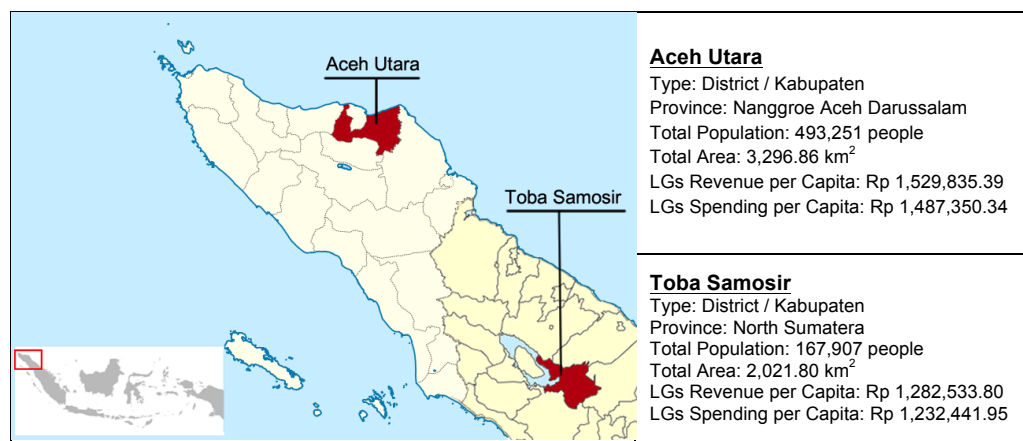 Aceh Utara
Toba Samosir
Aceh Utara
Type: District / Kabupaten
Province: Nanggroe Aceh Darussalam
Total Population: 493,251 people
Total Area: 3,296.86 km²
LGs Revenue per Capita: Rp 1,529,835.39
LGs Spending per Capita: Rp 1,487,350.34
Toba Samosir
Type: District / Kabupaten
Province: North Sumatera
Total Population: 167,907 people
Total Area: 2,021.80 km²
LGs Revenue per Capita: Rp 1,282,533.80
LGs Spending per Capita: Rp 1,232,441.95